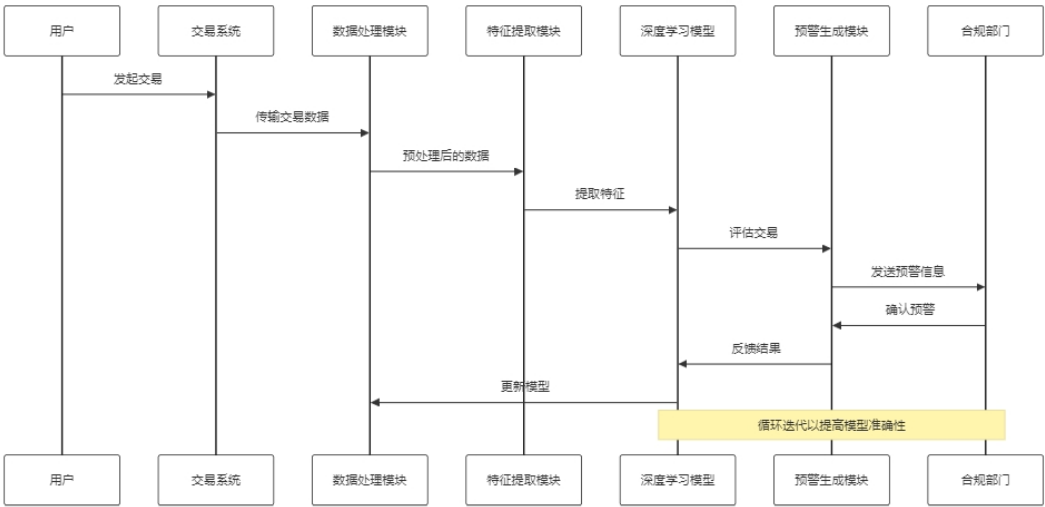 用户
交易系统
数据处理模块
特征提取模块
深度学习模型
预警生成模块
合规部门
发起交易
传输交易数据
预处理后的数据
提取特征
评估交易
发送预警信息
确认预警
反馈结果
更新模型
循环迭代以提高模型准确性
用户
交易系统
数据处理模块
特征提取模块
深度学习模型
预警生成模块
合规部门